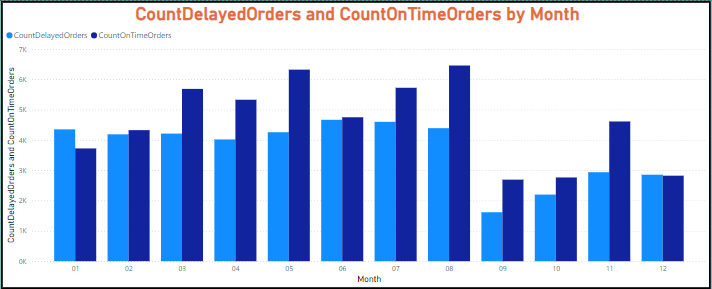 CountDelayedOrders and CountOnTimeOrders by Month
CountDelayedOrders CountOnTimeOrders
CountDelayedOrders and CountOnTimeOrders
7K
6K
5K
4K
3K
2K
1K
0K
01 02 03 04 05 06 07 08 09 10 11 12
Month